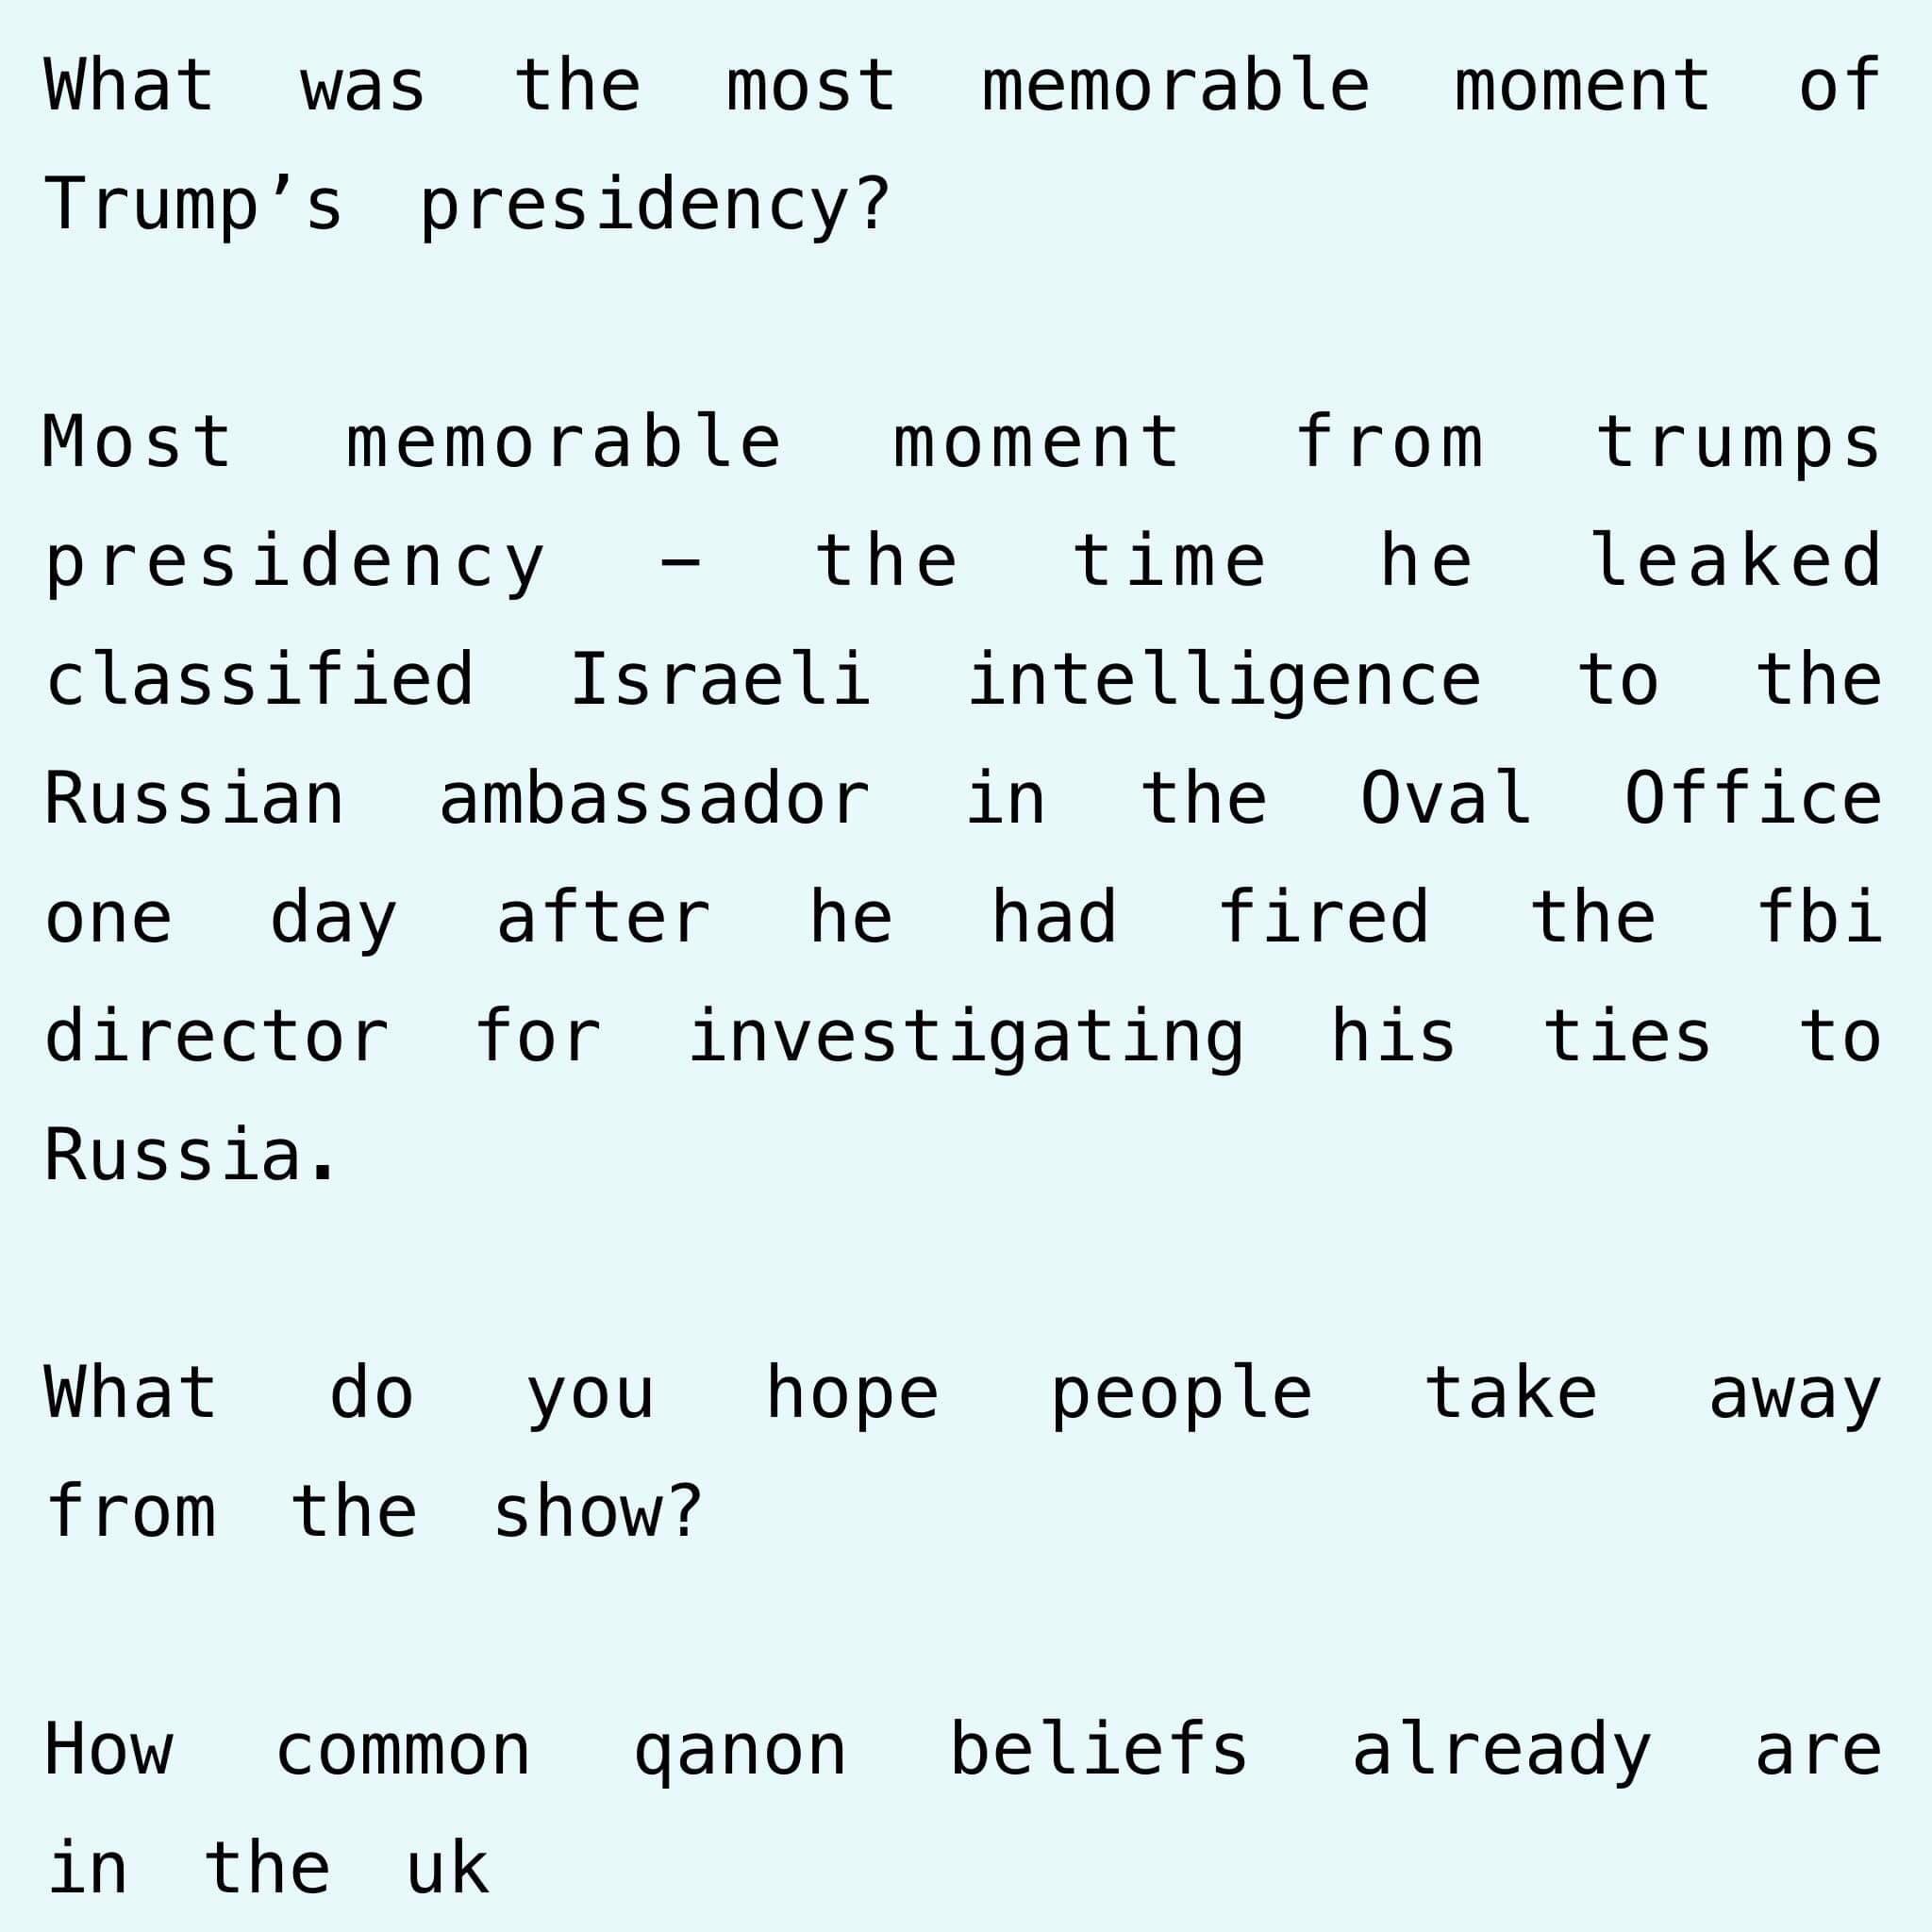 What was the most memorable moment of
Trump’s presidency?
Most memorable moment from trumps
presidency – the time he leaked
classified Israeli intelligence to the
Russian ambassador in the Oval Office
one day after he had fired the fbi
director for investigating his ties to
Russia.
What do you hope people take away
from the show?
How common qanon beliefs already are
in the uk